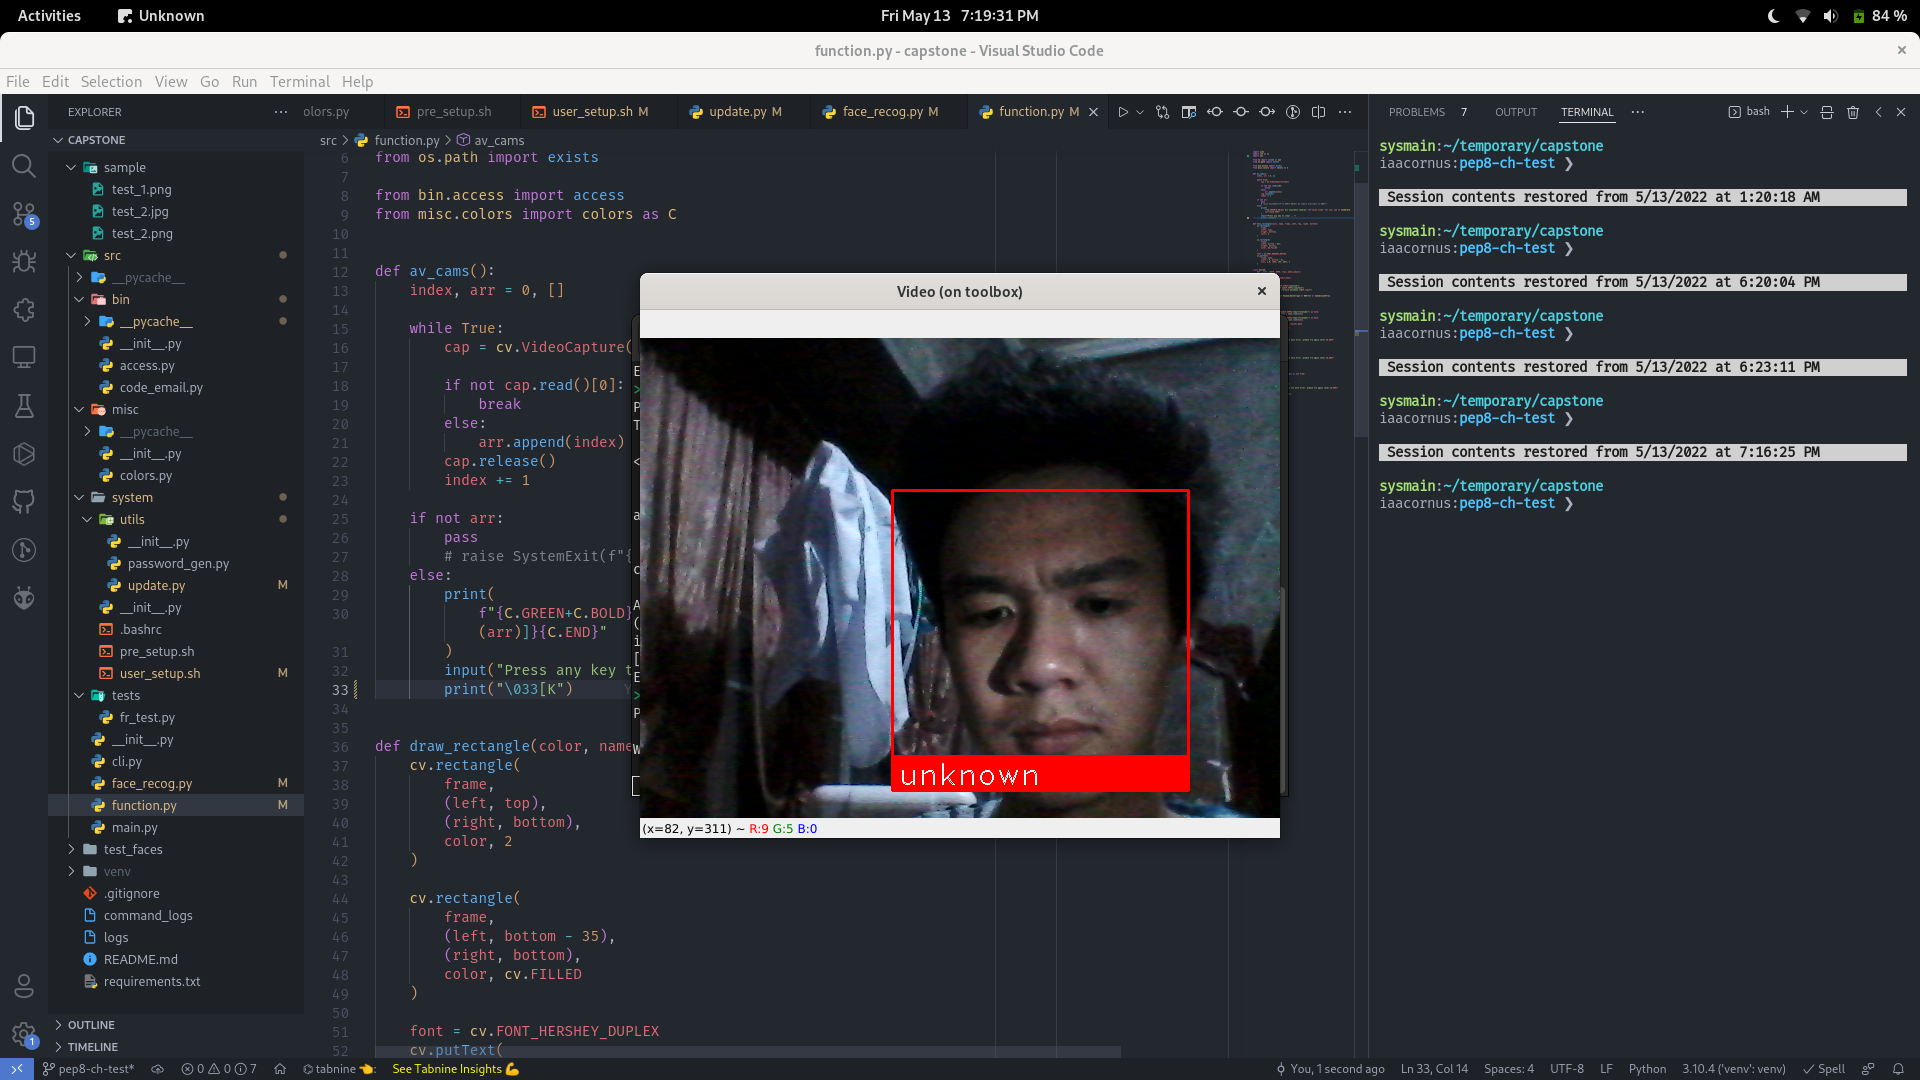 Activities
Unknown
Fri May 13 7:19:31 PM
84 %
function.py - capstone - Visual Studio Code
File Edit Selection View Go Run Terminal Help
EXPLORER
CAPSTONE
sample
test_1.png
test_2.jpg
test_2.png
src
__pycache__
bin
__pycache__
__init__.py
access.py
code_email.py
misc
__pycache__
__init__.py
colors.py
system
utils
__init__.py
password_gen.py
update.py M
__init__.py
.bashrc
pre_setup.sh
user_setup.sh M
tests
fr_test.py
__init__.py
cli.py
face_recog.py M
function.py M
main.py
test_faces
venv
.gitignore
command_logs
logs
README.md
requirements.txt
OUTLINE
TIMELINE
5
1
olors.py
pre_setup.sh
user_setup.sh M
update.py M
face_recog.py M
function.py M
src > function.py > av_cams
6 from os.path import exists
7
8 from bin.access import access
9 from misc.colors import colors as C
10
11
12 def av_cams():
13 index, arr = 0, []
14
15 while True:
16 cap = cv.VideoCapture(
17
18 if not cap.read()[0]:
19 break
20 else:
21 arr.append(index)
22 cap.release()
23 index += 1
24
25 if not arr:
26 pass
27 # raise SystemExit(f"{
28 else:
29 print(
30 f"{C.GREEN+C.BOLD}
(arr)]}{C.END}"
31 )
32 input("Press any key t
33 print("\033[K")
34
35
36 def draw_rectangle(color, name
37 cv.rectangle(
38 frame,
39 (left, top),
40 (right, bottom),
41 color, 2
42 )
43
44 cv.rectangle(
45 frame,
46 (left, bottom - 35),
47 (right, bottom),
48 color, cv.FILLED
49 )
50
51 font = cv.FONT_HERSHEY_DUPLEX
52 cv.putText(
Video (on toolbox)
unknown
(x=82, y=311) ~ R:9 G:5 B:0
PROBLEMS 7 OUTPUT TERMINAL
bash
sysmain:~/temporary/capstone
iaacornus:pep8-ch-test ❯
Session contents restored from 5/13/2022 at 1:20:18 AM
sysmain:~/temporary/capstone
iaacornus:pep8-ch-test ❯
Session contents restored from 5/13/2022 at 6:20:04 PM
sysmain:~/temporary/capstone
iaacornus:pep8-ch-test ❯
Session contents restored from 5/13/2022 at 6:23:11 PM
sysmain:~/temporary/capstone
iaacornus:pep8-ch-test ❯
Session contents restored from 5/13/2022 at 7:16:25 PM
sysmain:~/temporary/capstone
iaacornus:pep8-ch-test ❯
pep8-ch-test* 0 0 7 tabnine See Tabnine Insights
You, 1 second ago Ln 33, Col 14 Spaces: 4 UTF-8 LF Python 3.10.4 ('venv': venv) Spell